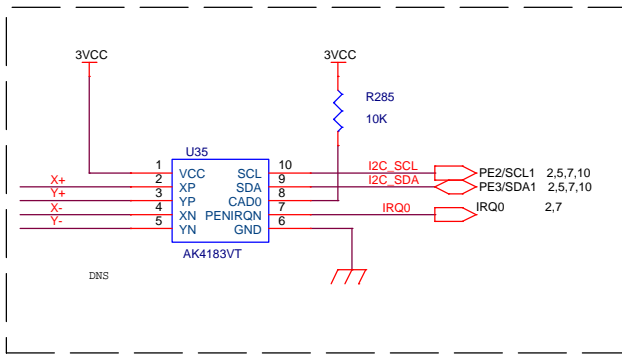 3VCC
3VCC
R285
10K
U35
1 VCC SCL 10 I2C_SCL PE2/SCL1 2,5,7,10
X+ 2 XP SDA 9 I2C_SDA PE3/SDA1 2,5,7,10
Y+ 3 YP CAD0 8
X- 4 XN PENIRQN 7 IRQ0 IRQ0 2,7
Y- 5 YN GND 6
AK4183VT
DNS